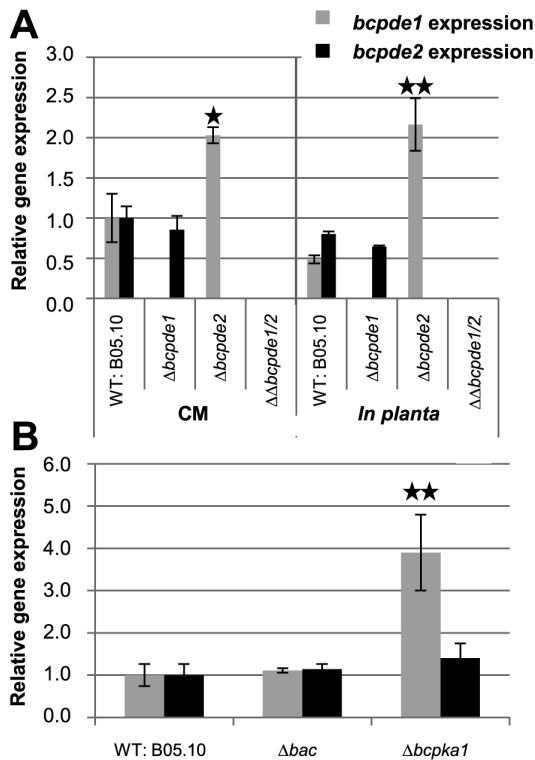 A
bcpde1 expression
bcpde2 expression
Relative gene expression
3.0
2.5
2.0
1.5
1.0
0.5
0.0
★
★★
WT: B05.10
Δbcpde1
Δbcpde2
ΔΔbcpde1/2
WT: B05.10
Δbcpde1
Δbcpde2
ΔΔbcpde1/2.
CM
In planta
B
Relative gene expression
6.0
5.0
4.0
3.0
2.0
1.0
0.0
★★
WT: B05.10
Δbac
Δbcpka1